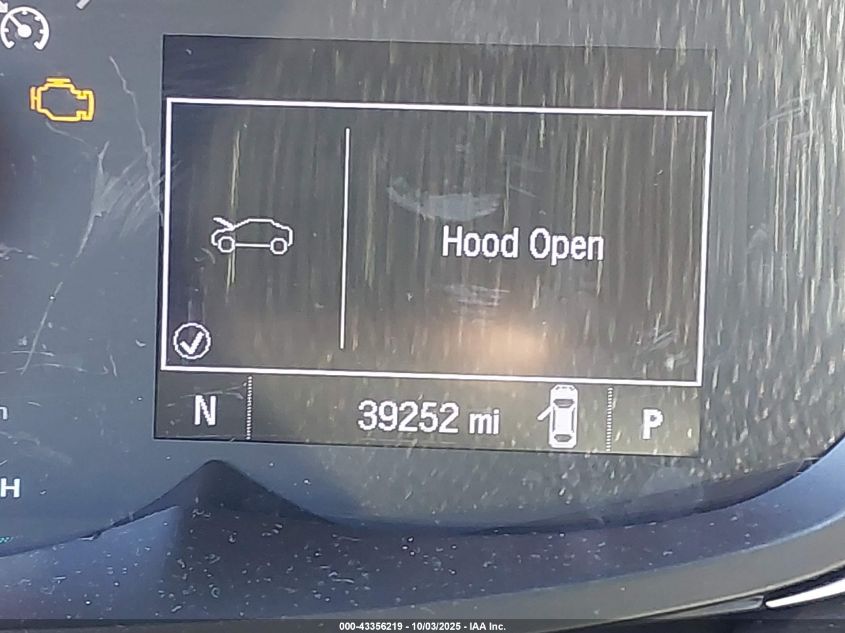 Hood Open
N 39252 mi P
H
000-43356219 - 10/03/2025 - IAA Inc.